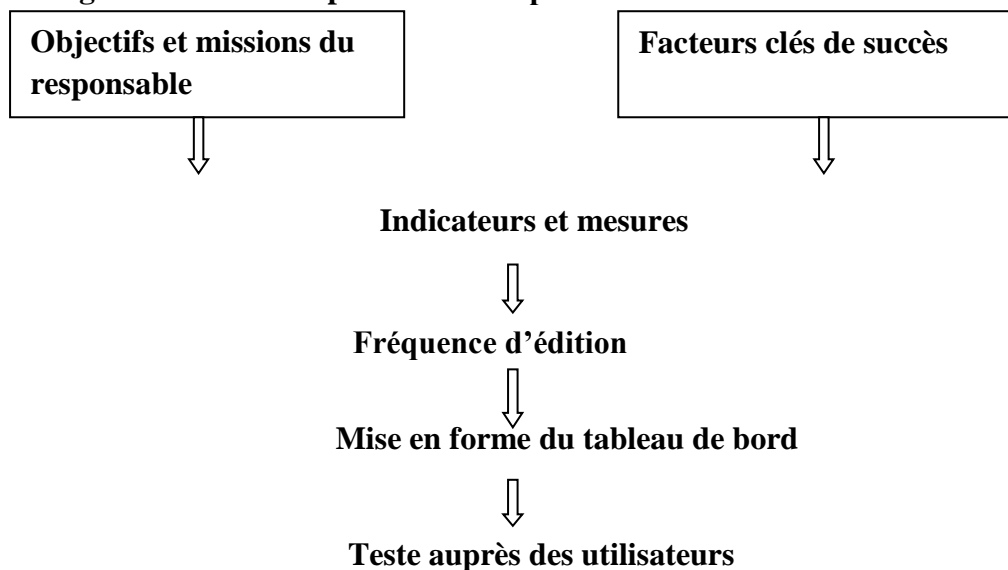 Objectifs et missions du
responsable
Facteurs clés de succès
Indicateurs et mesures
Fréquence d’édition
Mise en forme du tableau de bord
Teste auprès des utilisateurs